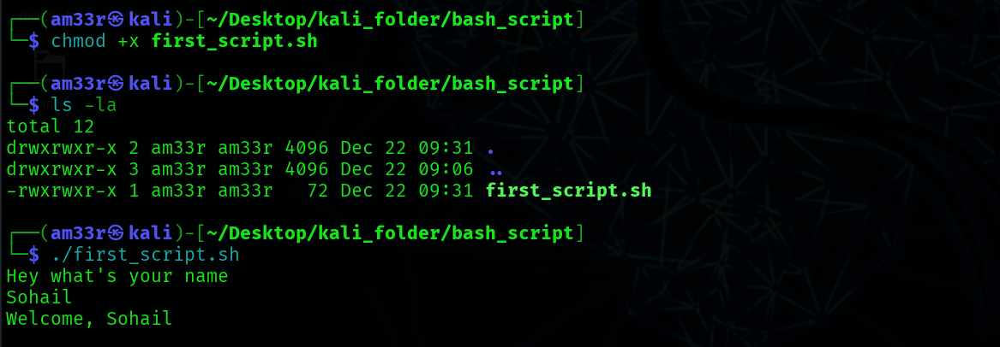 ┌──(am33r㉿kali)-[~/Desktop/kali_folder/bash_script]
└─$ chmod +x first_script.sh
┌──(am33r㉿kali)-[~/Desktop/kali_folder/bash_script]
└─$ ls -la
total 12
drwxrwxr-x 2 am33r am33r 4096 Dec 22 09:31 .
drwxrwxr-x 3 am33r am33r 4096 Dec 22 09:06 ..
-rwxrwxr-x 1 am33r am33r   72 Dec 22 09:31 first_script.sh
┌──(am33r㉿kali)-[~/Desktop/kali_folder/bash_script]
└─$ ./first_script.sh
Hey what's your name
Sohail
Welcome, Sohail